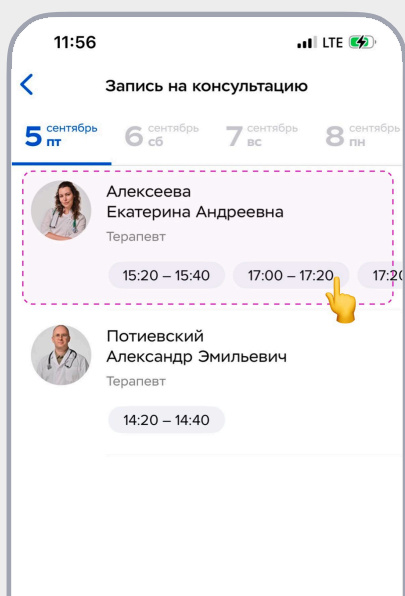 11:56 LTE
Запись на консультацию
5 сентябрь пт 6 сентябрь сб 7 сентябрь вс 8 сентябрь пн
Алексеева
Екатерина Андреевна
Терапевт
15:20 – 15:40 17:00 – 17:20 17:20
Потиевский
Александр Эмильевич
Терапевт
14:20 – 14:40